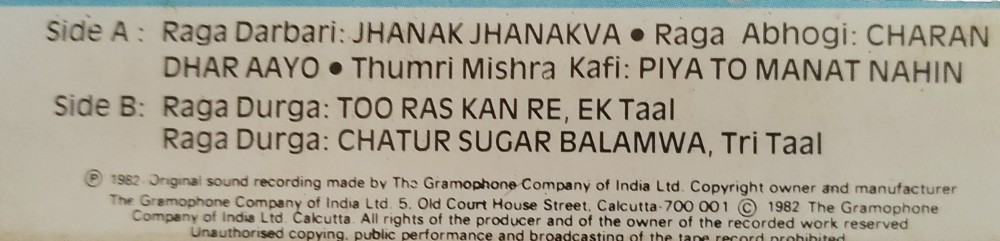 Side A : Raga Darbari: JHANAK JHANAKVA • Raga Abhogi: CHARAN
DHAR AAYO • Thumri Mishra Kafi: PIYA TO MANAT NAHIN
Side B: Raga Durga: TOO RAS KAN RE, EK Taal
Raga Durga: CHATUR SUGAR BALAMWA, Tri Taal
℗ 1982 Original sound recording made by The Gramophone Company of India Ltd. Copyright owner and manufacturer
The Gramophone Company of India Ltd. 5, Old Court House Street, Calcutta-700 001 © 1982 The Gramophone
Company of India Ltd. Calcutta. All rights of the producer and of the owner of the recorded work reserved
Unauthorised copying, public performance and broadcasting of the tape record prohibited